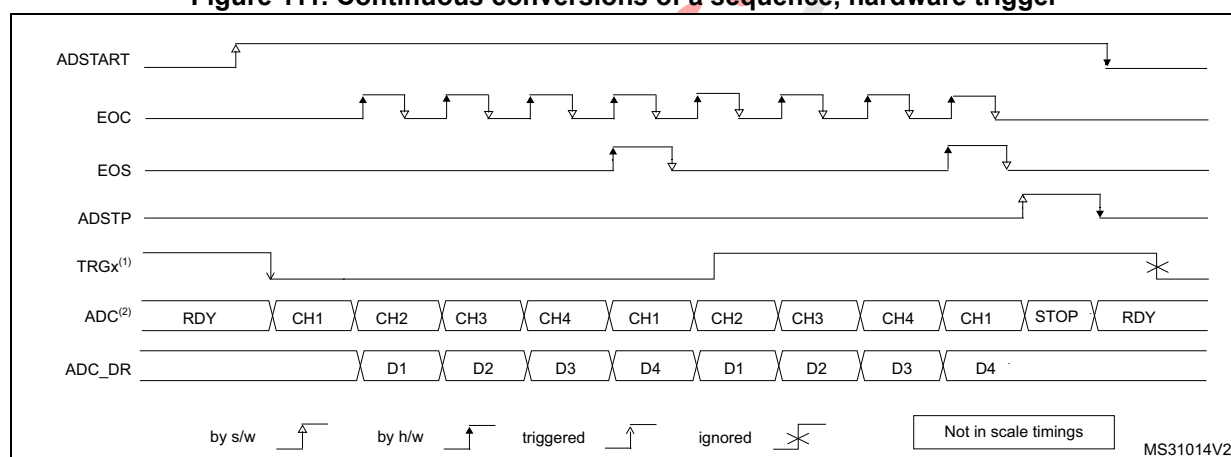 Figure 111. Continuous conversions of a sequence, hardware trigger
ADSTART
EOC
EOS
ADSTP
TRGx(1)
ADC(2) RDY CH1 CH2 CH3 CH4 CH1 CH2 CH3 CH4 CH1 STOP RDY
ADC_DR D1 D2 D3 D4 D1 D2 D3 D4
by s/w by h/w triggered ignored Not in scale timings
MS31014V2